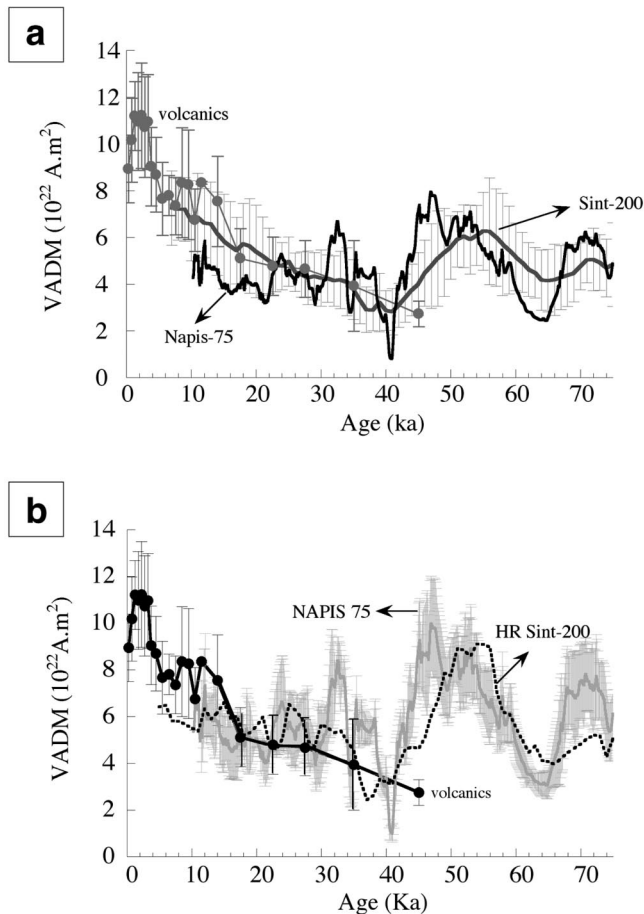 a
14
12
10
8
6
4
2
0
VADM (10²² A.m²)
volcanics
Sint-200
Napis-75
0 10 20 30 40 50 60 70
Age (ka)
b
14
12
10
8
6
4
2
0
VADM (10²²A.m²)
NAPIS 75
HR Sint-200
volcanics
0 10 20 30 40 50 60 70
Age (Ka)